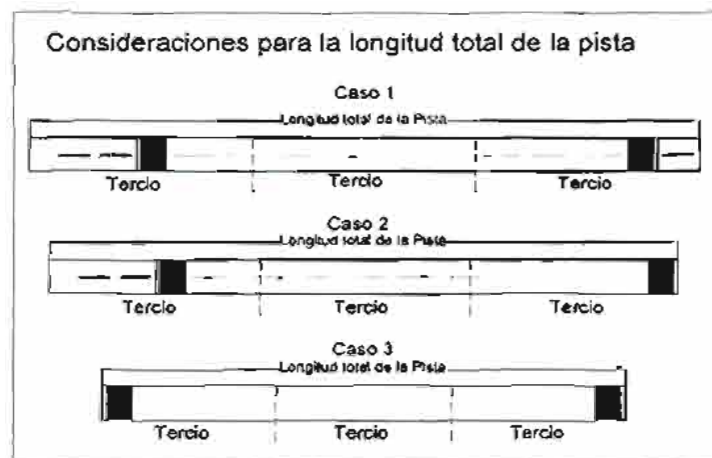 Consideraciones para la longitud total de la pista
Caso 1
Longitud total de la Pista
Tercio Tercio Tercio
Caso 2
Longitud total de la Pista
Tercio Tercio Tercio
Caso 3
Longitud total de la Pista
Tercio Tercio Tercio